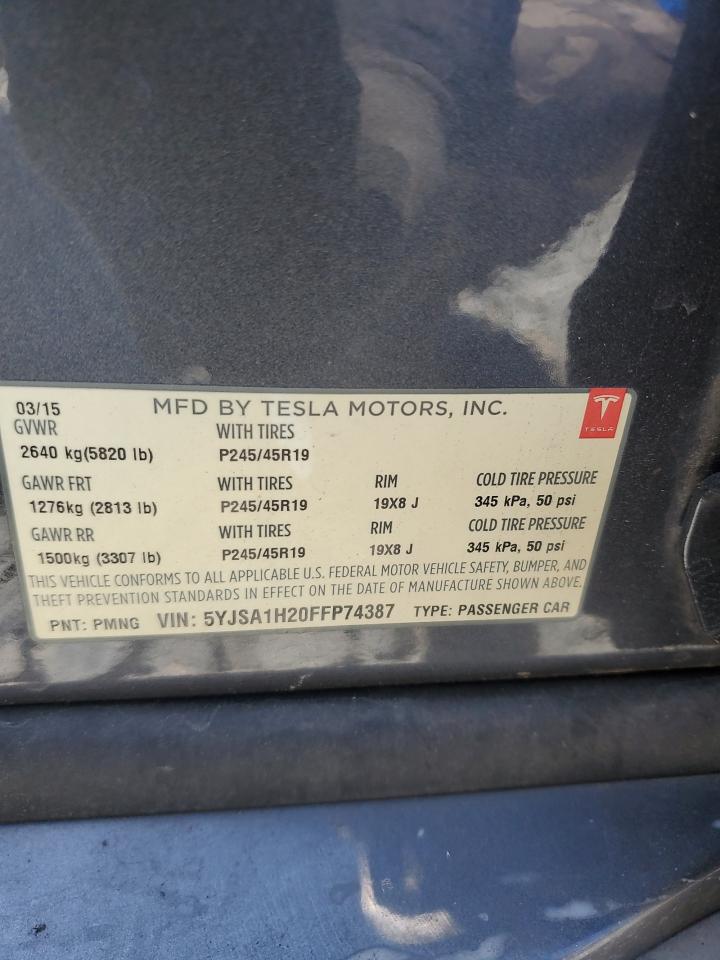 03/15 MFD BY TESLA MOTORS, INC.
TESLA
GVWR WITH TIRES
2640 kg(5820 lb) P245/45R19
GAWR FRT WITH TIRES RIM COLD TIRE PRESSURE
1276kg (2813 lb) P245/45R19 19X8 J 345 kPa, 50 psi
GAWR RR WITH TIRES RIM COLD TIRE PRESSURE
1500kg (3307 lb) P245/45R19 19X8 J 345 kPa, 50 psi
THIS VEHICLE CONFORMS TO ALL APPLICABLE U.S. FEDERAL MOTOR VEHICLE SAFETY, BUMPER, AND
THEFT PREVENTION STANDARDS IN EFFECT ON THE DATE OF MANUFACTURE SHOWN ABOVE.
PNT: PMNG VIN: 5YJSA1H20FFP74387 TYPE: PASSENGER CAR